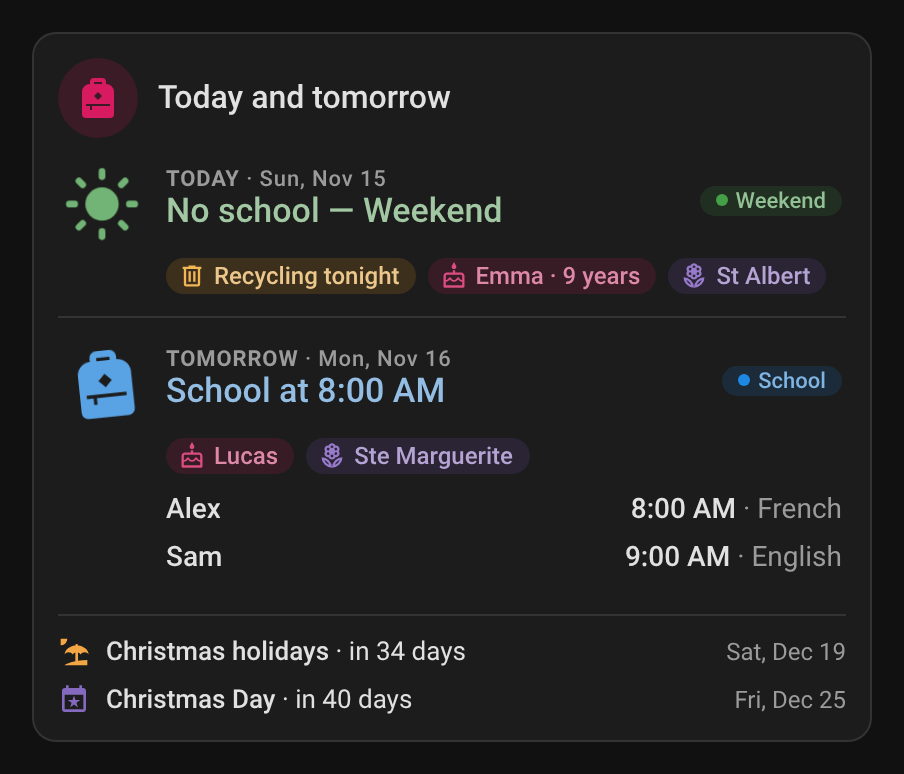 Today and tomorrow
TODAY · Sun, Nov 15
No school — Weekend
Weekend
Recycling tonight
Emma · 9 years
St Albert
TOMORROW · Mon, Nov 16
School at 8:00 AM
School
Lucas
Ste Marguerite
Alex 8:00 AM · French
Sam 9:00 AM · English
Christmas holidays · in 34 days Sat, Dec 19
Christmas Day · in 40 days Fri, Dec 25